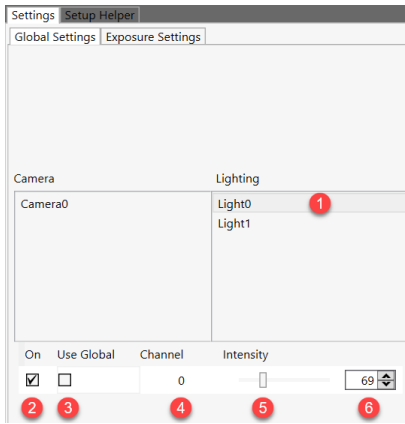 Settings Setup Helper
Global Settings Exposure Settings
Camera Lighting
Camera0 Light0 1
Light1
On Use Global Channel Intensity
0 69
2 3 4 5 6